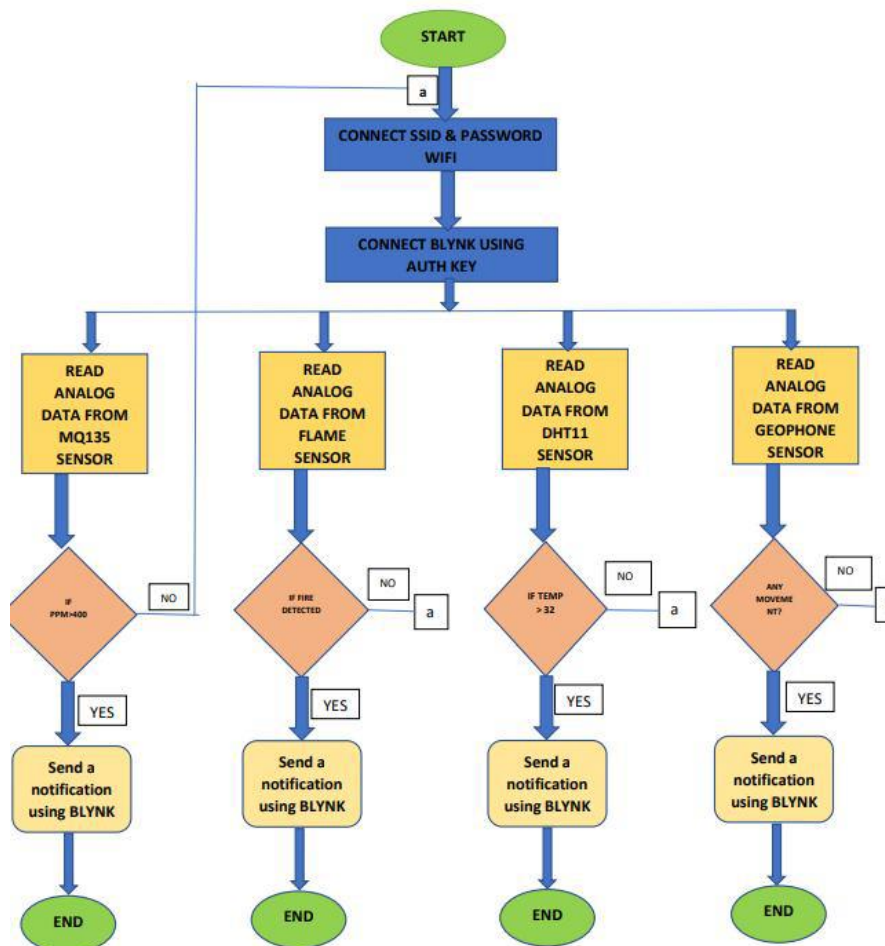 START
a
CONNECT SSID & PASSWORD
WIFI
CONNECT BLYNK USING
AUTH KEY
READ
ANALOG
DATA FROM
MQ135
SENSOR
READ
ANALOG
DATA FROM
FLAME
SENSOR
READ
ANALOG
DATA FROM
DHT11
SENSOR
READ
ANALOG
DATA FROM
GEOPHONE
SENSOR
IF
PPM>400
NO
IF FIRE
DETECTED
NO
a
IF TEMP
> 32
NO
a
ANY
MOVEME
NT?
NO
YES
YES
YES
YES
Send a
notification
using BLYNK
Send a
notification
using BLYNK
Send a
notification
using BLYNK
Send a
notification
using BLYNK
END
END
END
END